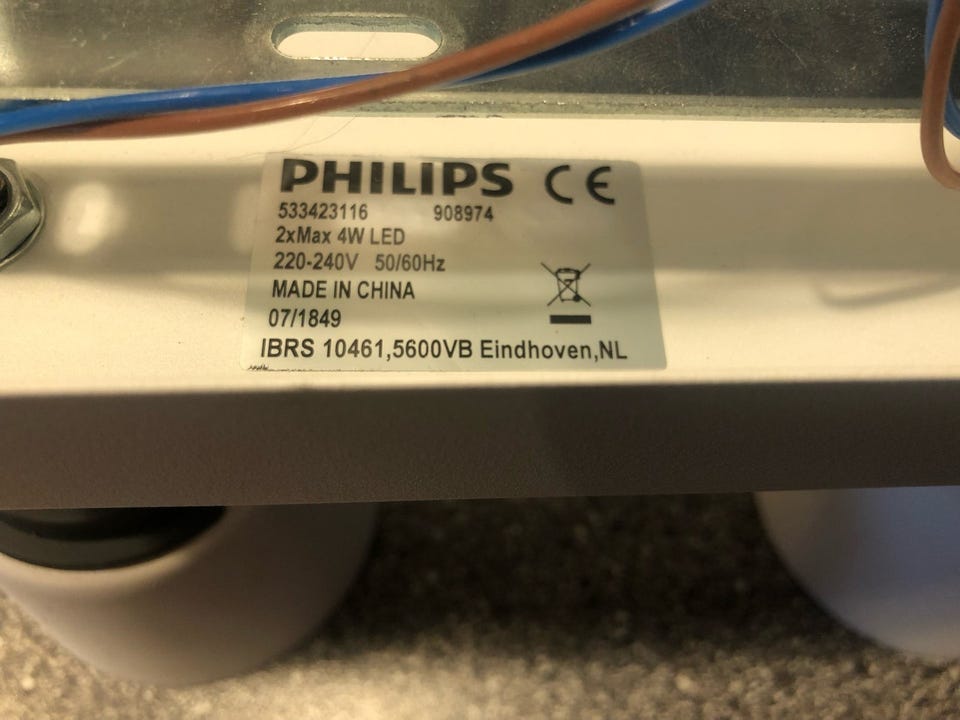 PHILIPS CE
533423116 908974
2xMax 4W LED
220-240V 50/60Hz
MADE IN CHINA
07/1849
IBRS 10461,5600VB Eindhoven,NL